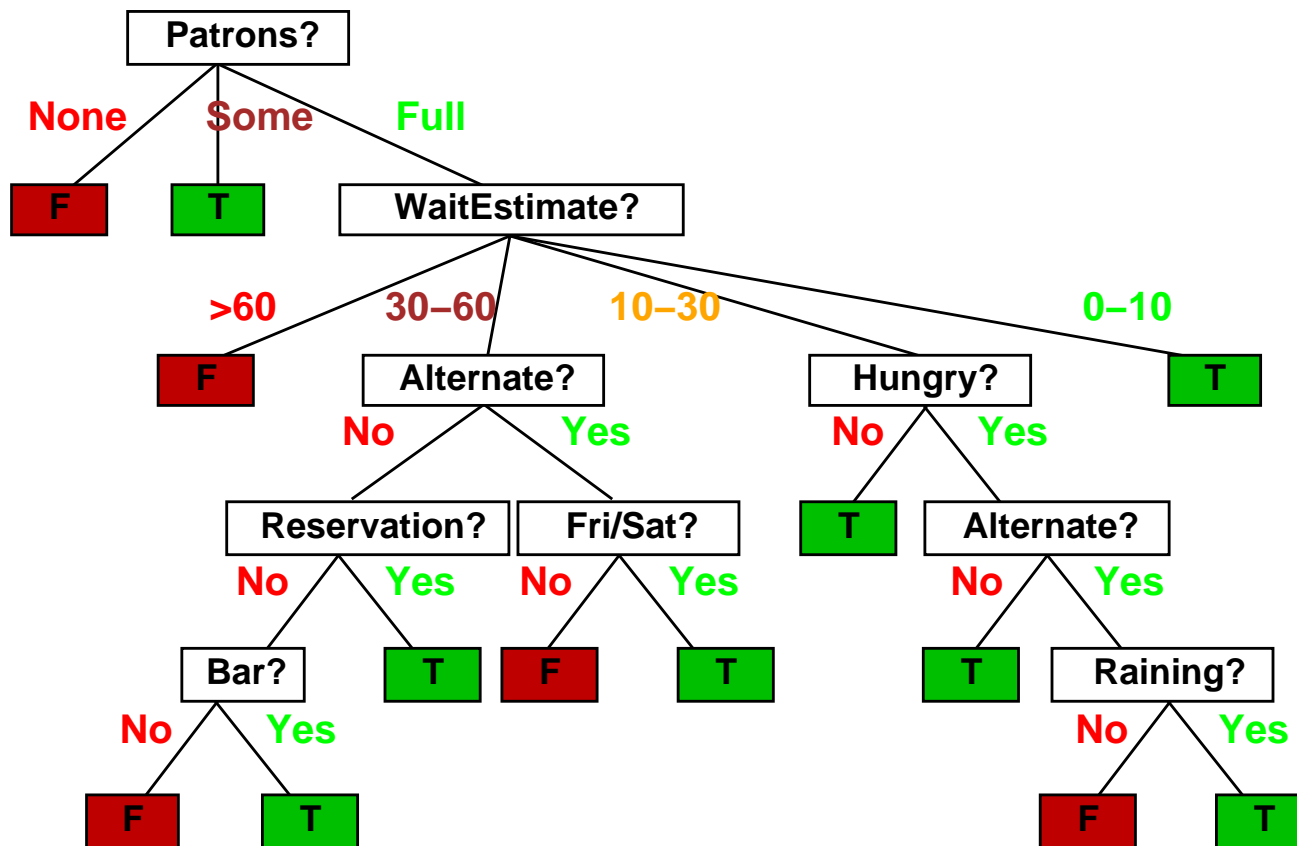 Patrons?
None Some Full
F T WaitEstimate?
>60 30–60 10–30 0–10
F Alternate? Hungry? T
No Yes No Yes
Reservation? Fri/Sat? T Alternate?
No Yes No Yes No Yes
Bar? T F T T Raining?
No Yes No Yes
F T F T